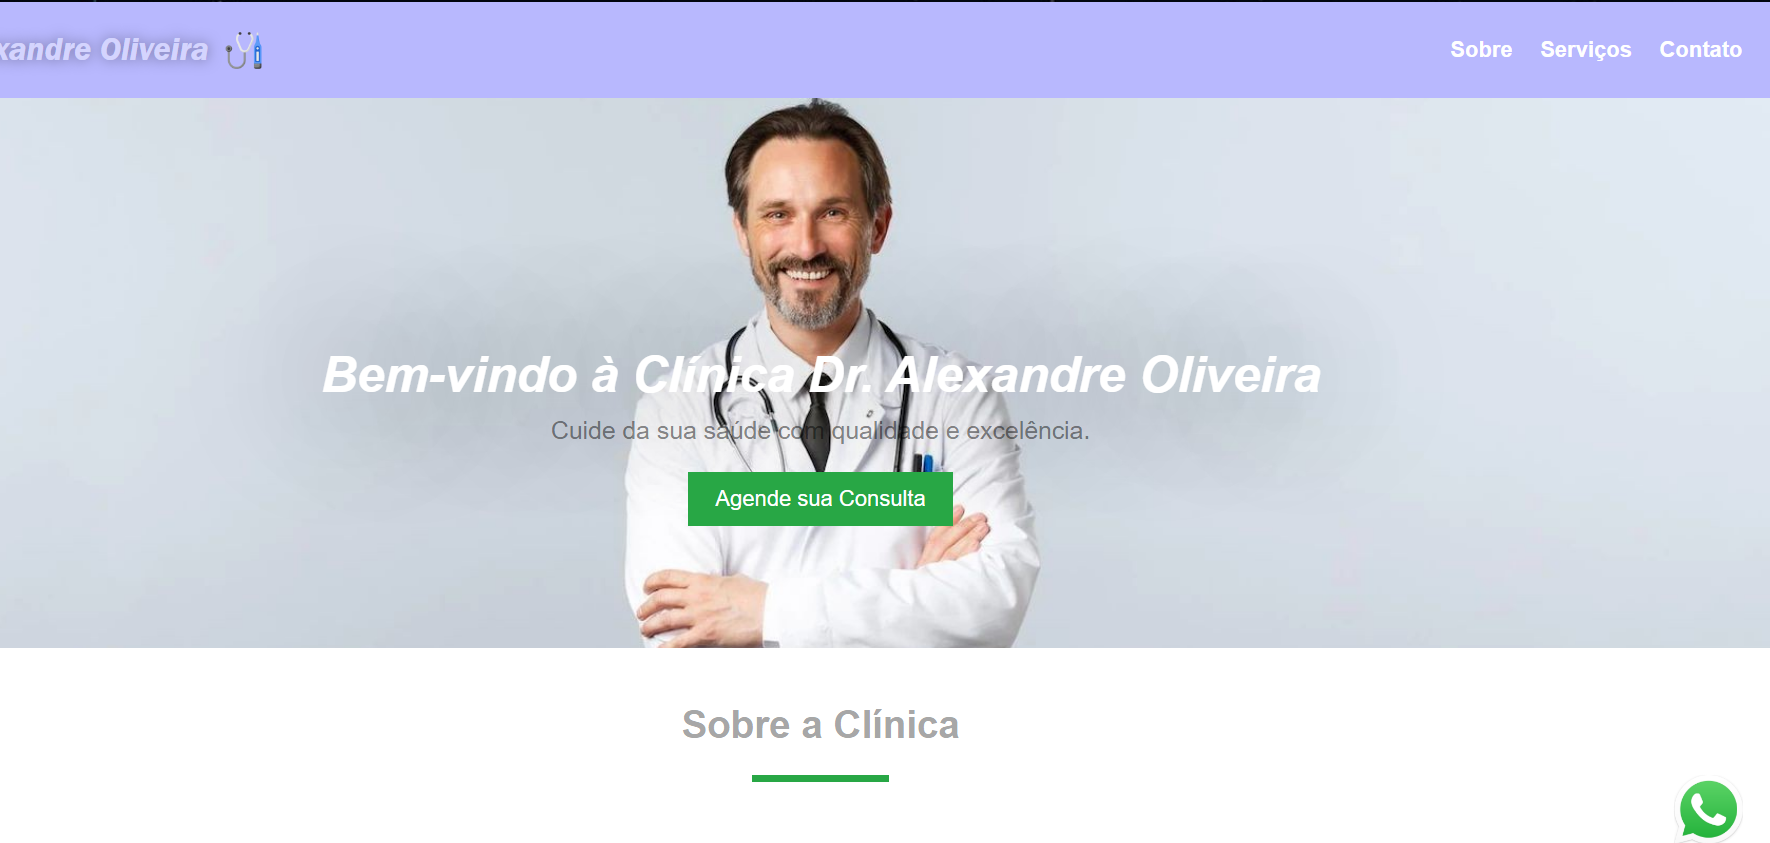 xandre Oliveira
Sobre Serviços Contato
Bem-vindo à Clínica Dr. Alexandre Oliveira
Cuide da sua saúde com qualidade e excelência.
Agende sua Consulta
Sobre a Clínica